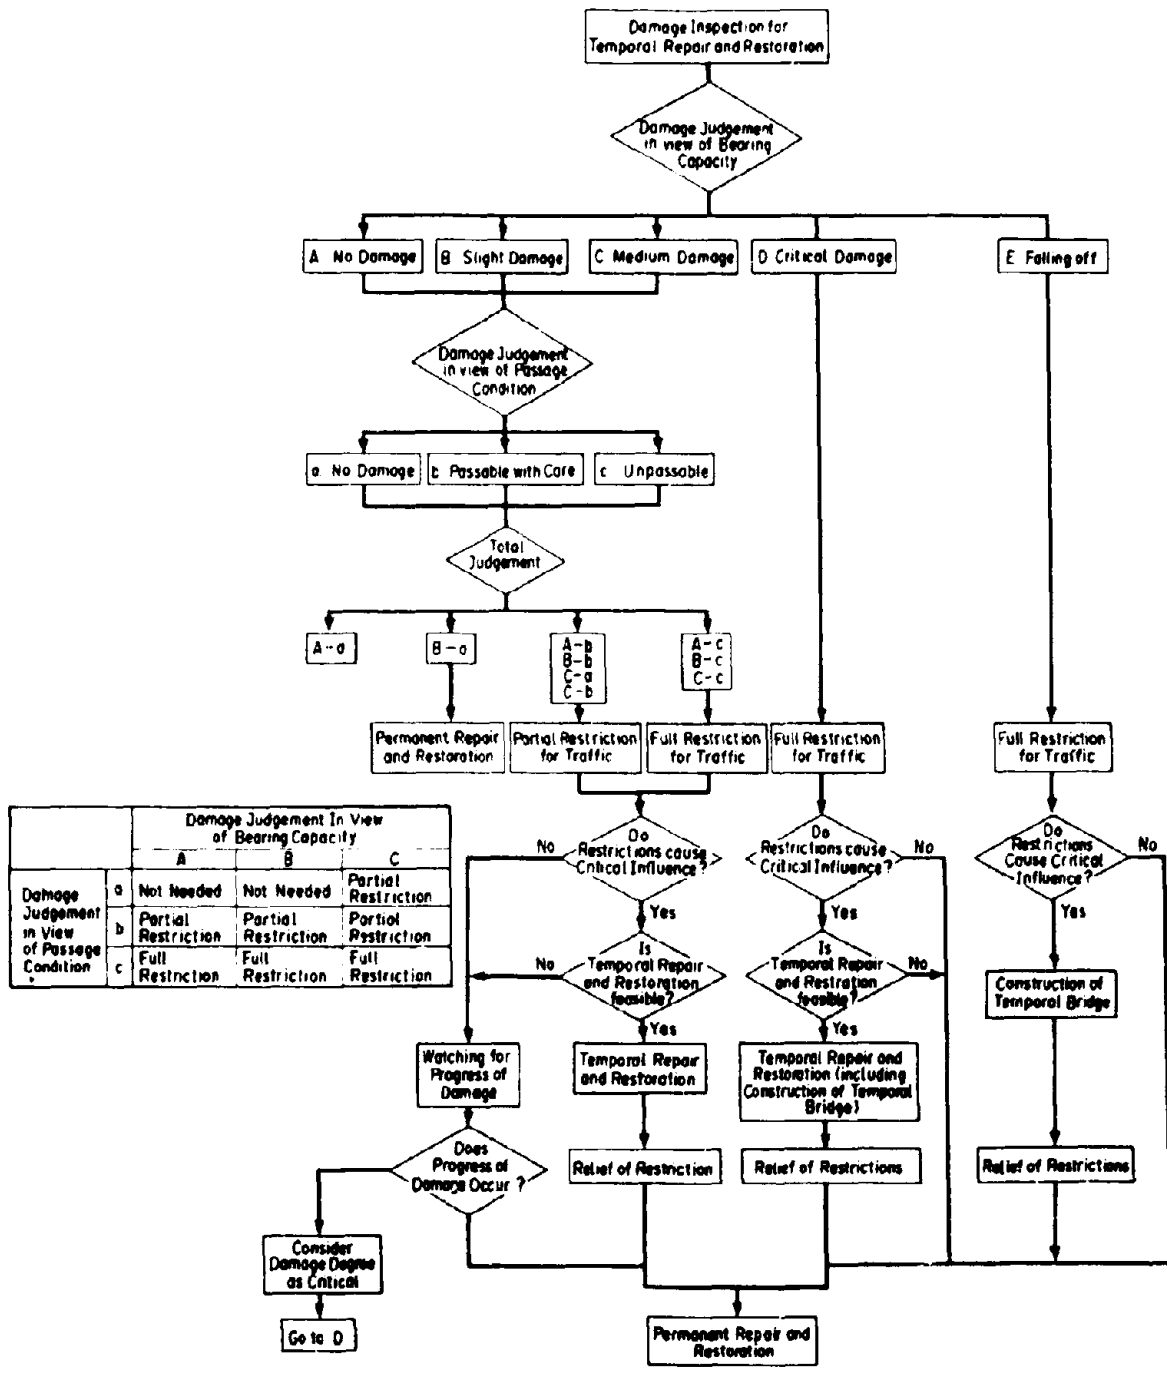 Damage Inspection for
Temporal Repair and Restoration
Damage Judgement
in view of Bearing
Capacity
A No Damage
B Slight Damage
C Medium Damage
D Critical Damage
E Falling off
Damage Judgement
in view of Passage
Condition
a No Damage
b Passable with Care
c Unpassable
Total
Judgement
A-a
B-a
A-b
B-b
C-a
C-b
A-c
B-c
C-c
Permanent Repair
and Restoration
Partial Restriction
for Traffic
Full Restriction
for Traffic
Full Restriction
for Traffic
Full Restriction
for Traffic
Damage Judgement In View
of Bearing Capacity
A B C
Damage
Judgement
in View
of Passage
Condition
a
Not Needed
Not Needed
Partial
Restriction
b
Partial
Restriction
Partial
Restriction
Partial
Restriction
c
Full
Restriction
Full
Restriction
Full
Restriction
No
Do
Restrictions cause
Critical Influence?
Yes
Do
Restrictions cause
Critical Influence?
No
Yes
Do
Restrictions
Cause Critical
Influence?
No
Yes
No
Is
Temporal Repair
and Restoration
feasible?
Yes
Is
Temporal Repair
and Restration
feasible?
No
Yes
Construction of
Temporal Bridge
Watching for
Progress of
Damage
Temporal Repair
and Restoration
Temporal Repair and
Restoration (including
Construction of Temporal
Bridge)
Does
Progress of
Damage Occur ?
Relief of Restriction
Relief of Restrictions
Relief of Restrictions
Consider
Damage Degree
as Critical
Go to D
Permanent Repair and
Restoration